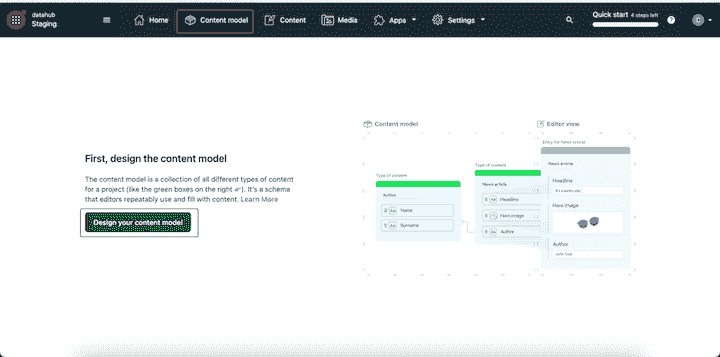 datahub
Staging
Home
Content model
Content
Media
Apps
Settings
Quick start 4 steps left
?
C
First, design the content model
The content model is a collection of all different types of content
for a project (like the green boxes on the right). It's a schema
that editors repeatably use and fill with content. Learn More
Design your content model
Content model
Editor view
Type of content
Author
Aa Name
Aa Surname
Type of content
News article
Aa Headline
Hero image
Aa Author
Entry for News article
News article
Headline
It's a sunny day
Hero image
Author
John Doe